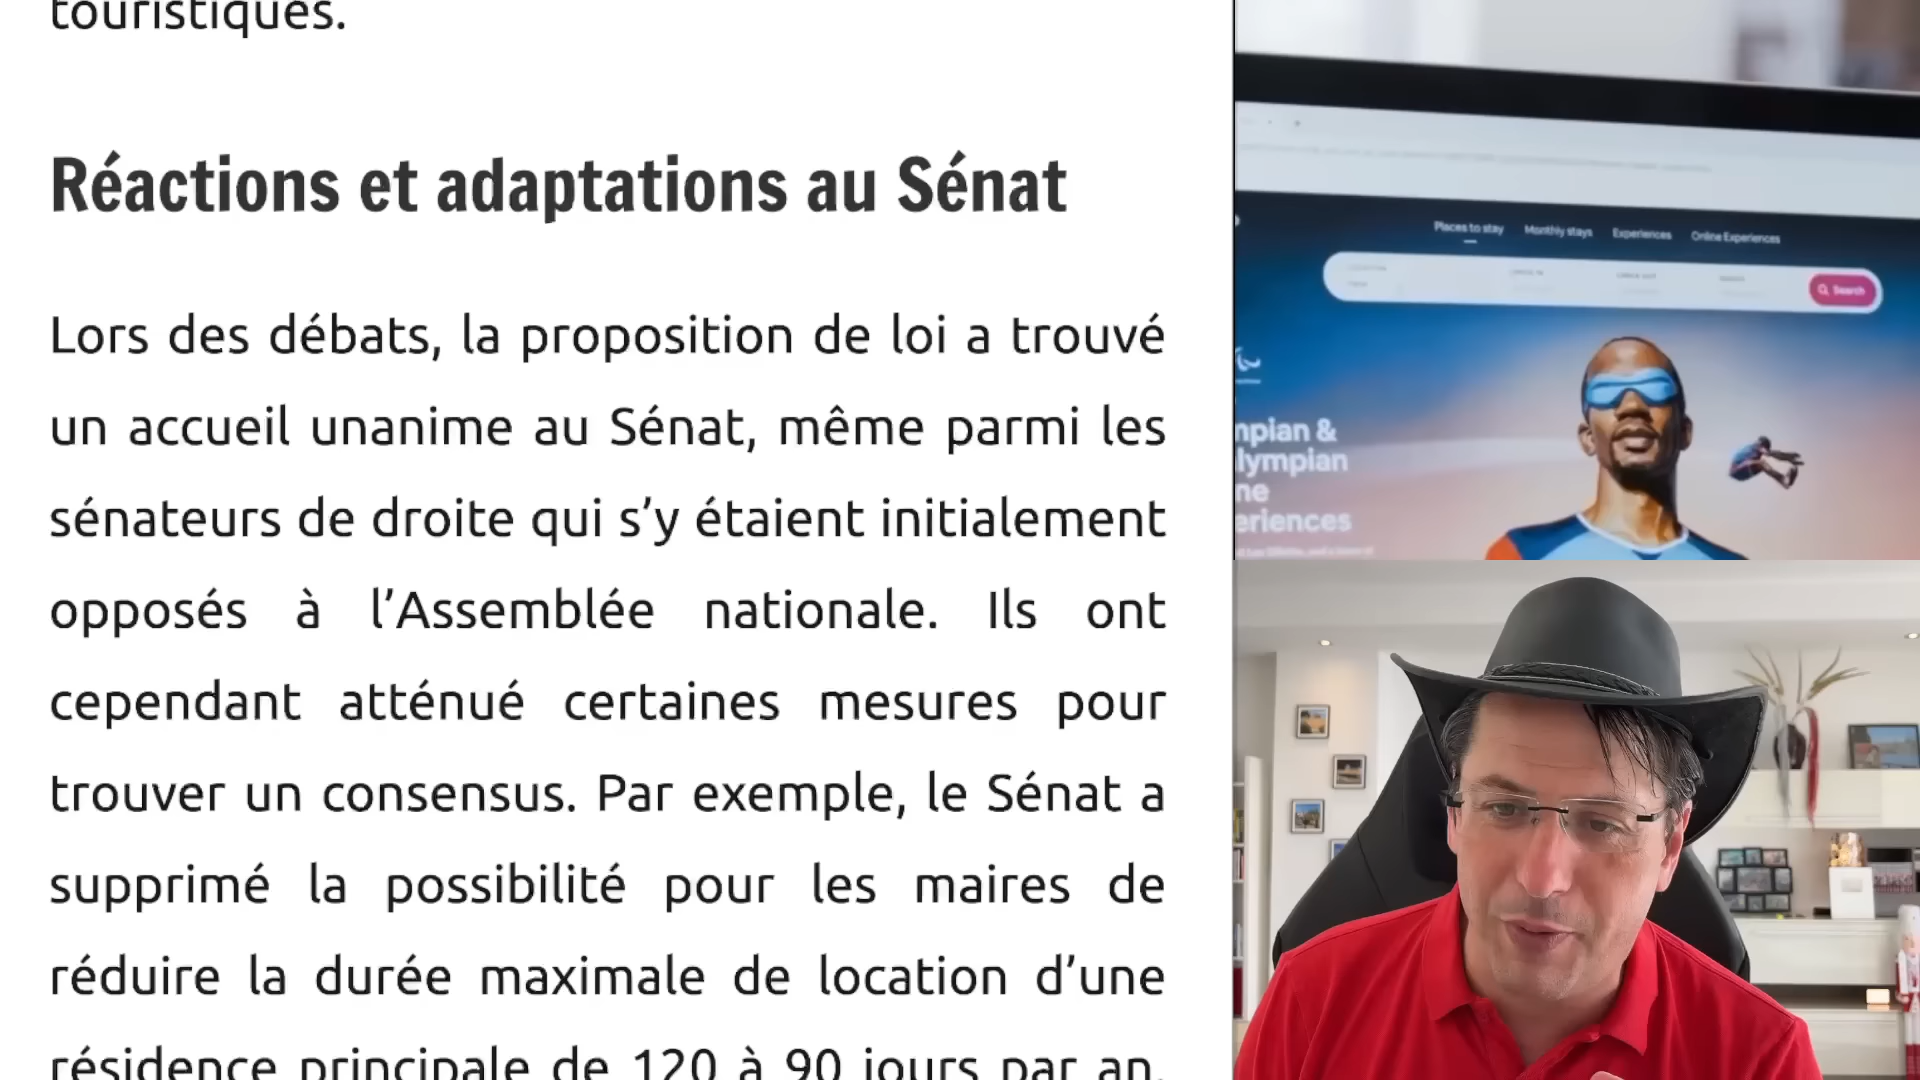 touristiques.
Réactions et adaptations au Sénat
Lors des débats, la proposition de loi a trouvé
un accueil unanime au Sénat, même parmi les
sénateurs de droite qui s’y étaient initialement
opposés à l’Assemblée nationale. Ils ont
cependant atténué certaines mesures pour
trouver un consensus. Par exemple, le Sénat a
supprimé la possibilité pour les maires de
réduire la durée maximale de location d’une
résidence principale de 120 à 90 jours par an.
Places to stay Monthly stays Experiences Online Experiences
Search
mpian &
lympian
ne
eriences